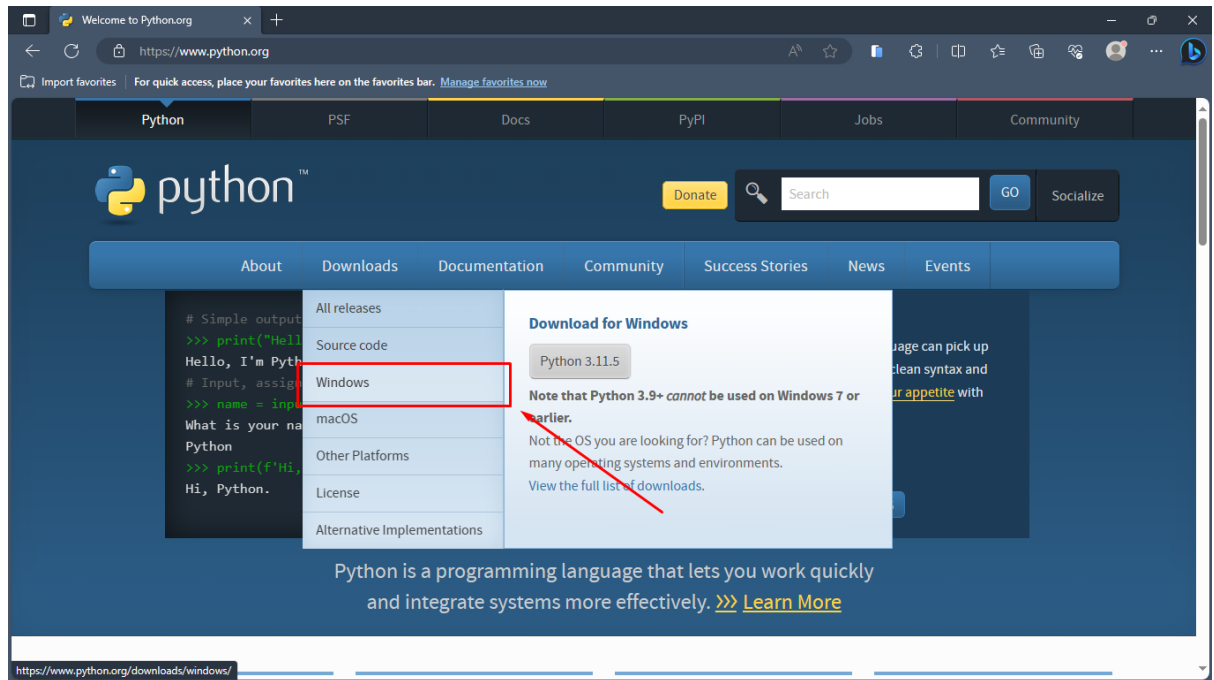 Welcome to Python.org
https://www.python.org
Import favorites For quick access, place your favorites here on the favorites bar. Manage favorites now
Python PSF Docs PyPI Jobs Community
python™
Donate Search GO Socialize
About Downloads Documentation Community Success Stories News Events
All releases
Source code
Windows
macOS
Other Platforms
License
Alternative Implementations
Download for Windows
Python 3.11.5
Note that Python 3.9+ cannot be used on Windows 7 or
earlier.
Not the OS you are looking for? Python can be used on
many operating systems and environments.
View the full list of downloads.
# Simple output
>>> print("Hell
Hello, I'm Pyth
# Input, assign
>>> name = inpu
What is your na
Python
>>> print(f'Hi,
Hi, Python.
uage can pick up
clean syntax and
ur appetite with
Python is a programming language that lets you work quickly
and integrate systems more effectively. >>> Learn More
https://www.python.org/downloads/windows/